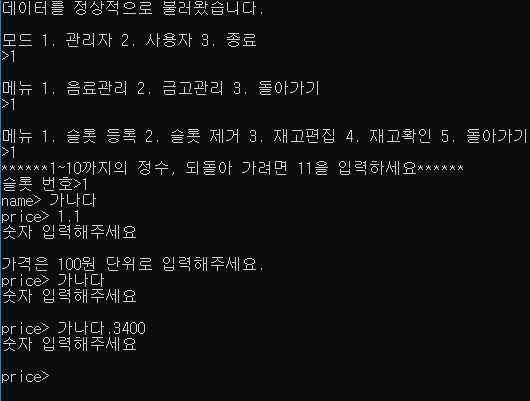 데이터를 정상적으로 불러왔습니다.
모드 1. 관리자 2. 사용자 3. 종료
>1
메뉴 1. 음료관리 2. 금고관리 3. 돌아가기
>1
메뉴 1. 슬롯 등록 2. 슬롯 제거 3. 재고편집 4. 재고확인 5. 돌아가기
>1
******1~10까지의 정수, 되돌아 가려면 11을 입력하세요******
슬롯 번호>1
name> 가나다
price> 1.1
숫자 입력해주세요
가격은 100원 단위로 입력해주세요.
price> 가나다
숫자 입력해주세요
price> 가나다.3400
숫자 입력해주세요
price>